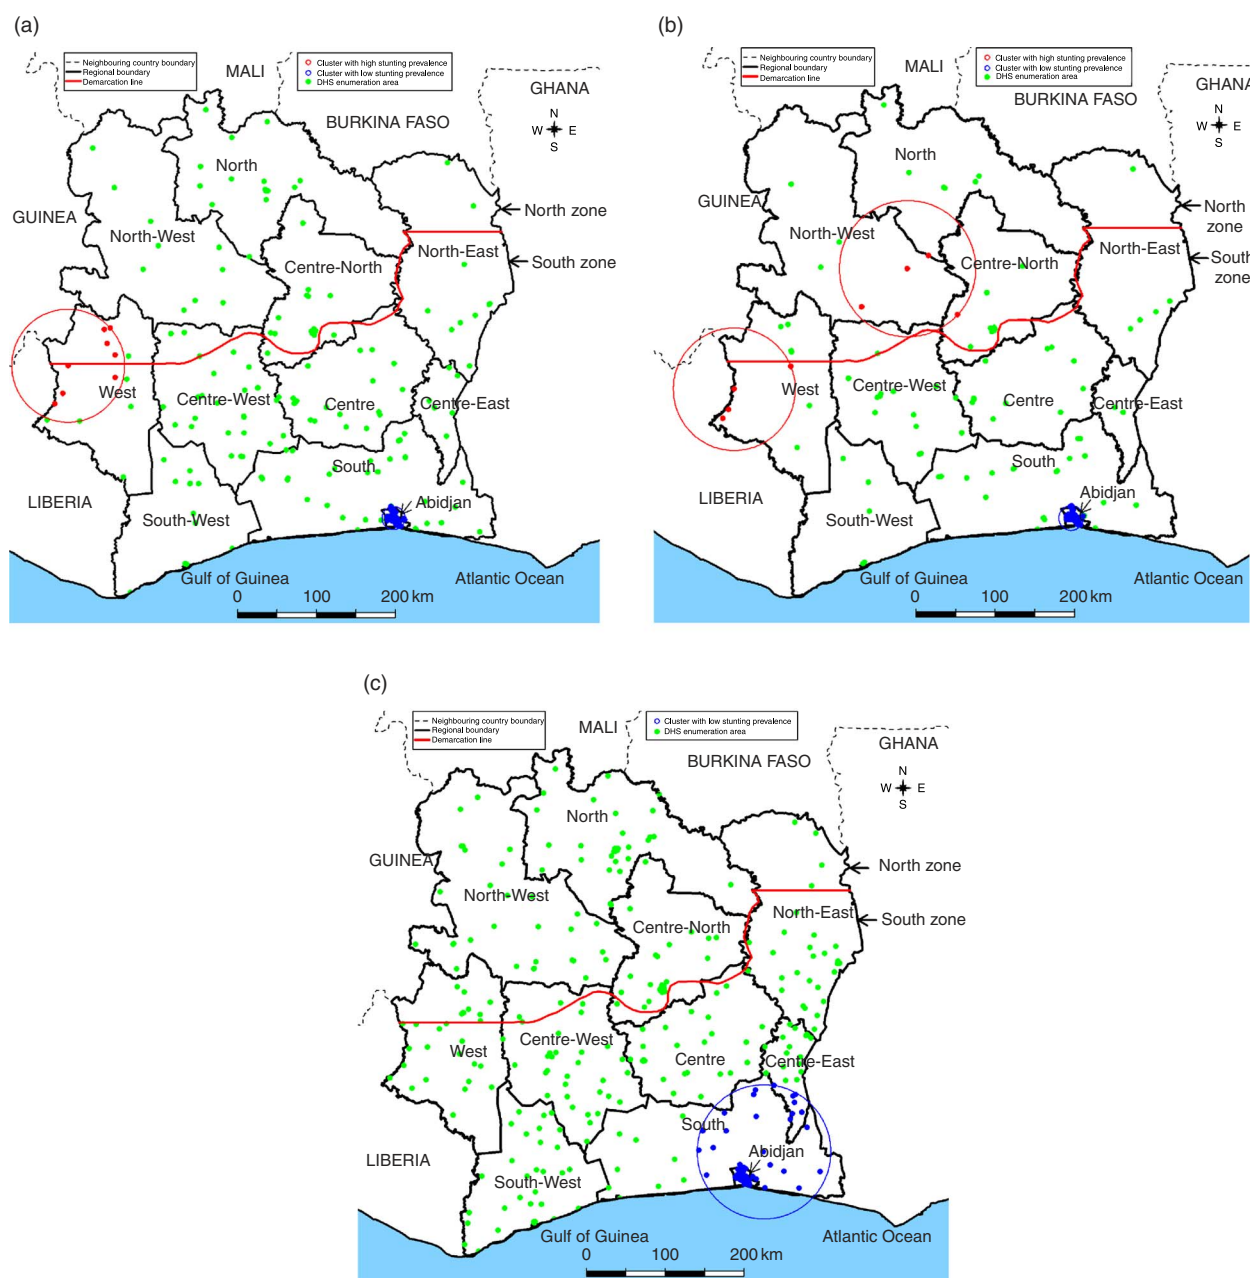 (a)
Neighbouring country boundary
Regional boundary
Demarcation line
Cluster with high stunting prevalence
Cluster with low stunting prevalence
DHS enumeration area
MALI
GHANA
BURKINA FASO
N
W E
S
North
GUINEA
North zone
North-West
North-East
South zone
Centre-North
West
Centre-West
Centre
Centre-East
South
LIBERIA
Abidjan
South-West
Gulf of Guinea
Atlantic Ocean
0 100 200 km
(b)
Neighbouring country boundary
Regional boundary
Demarcation line
Cluster with high stunting prevalence
Cluster with low stunting prevalence
DHS enumeration area
MALI
GHANA
BURKINA FASO
N
W E
S
North
GUINEA
North
zone
North-West
North-East
South
zone
Centre-North
West
Centre-West
Centre
Centre-East
South
LIBERIA
Abidjan
South-West
Gulf of Guinea
Atlantic Ocean
0 100 200 km
(c)
Neighbouring country boundary
Regional boundary
Demarcation line
Cluster with low stunting prevalence
DHS enumeration area
MALI
GHANA
BURKINA FASO
N
W E
S
North
GUINEA
North zone
North-West
North-East
South zone
Centre-North
West
Centre-West
Centre
Centre-East
South
Abidjan
LIBERIA
South-West
Gulf of Guinea
Atlantic Ocean
0 100 200 km